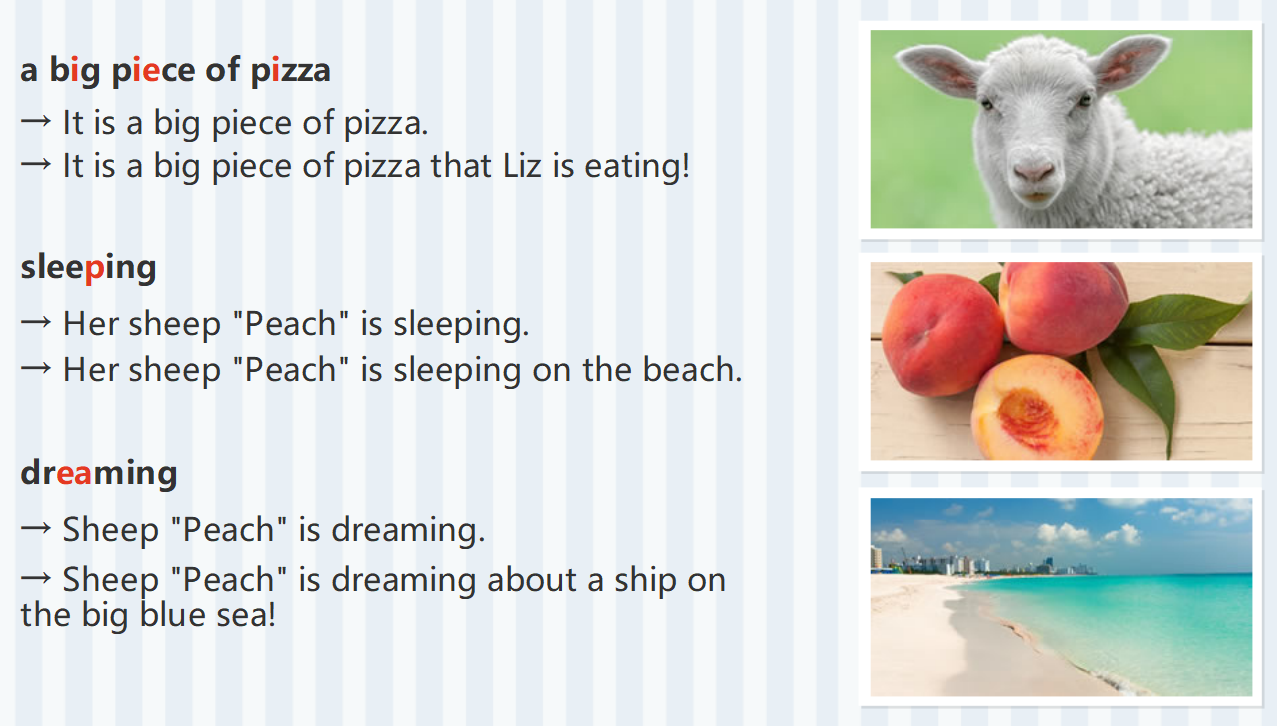 a big piece of pizza
→ It is a big piece of pizza.
→ It is a big piece of pizza that Liz is eating!
sleeping
→ Her sheep "Peach" is sleeping.
→ Her sheep "Peach" is sleeping on the beach.
dreaming
→ Sheep "Peach" is dreaming.
→ Sheep "Peach" is dreaming about a ship on
the big blue sea!